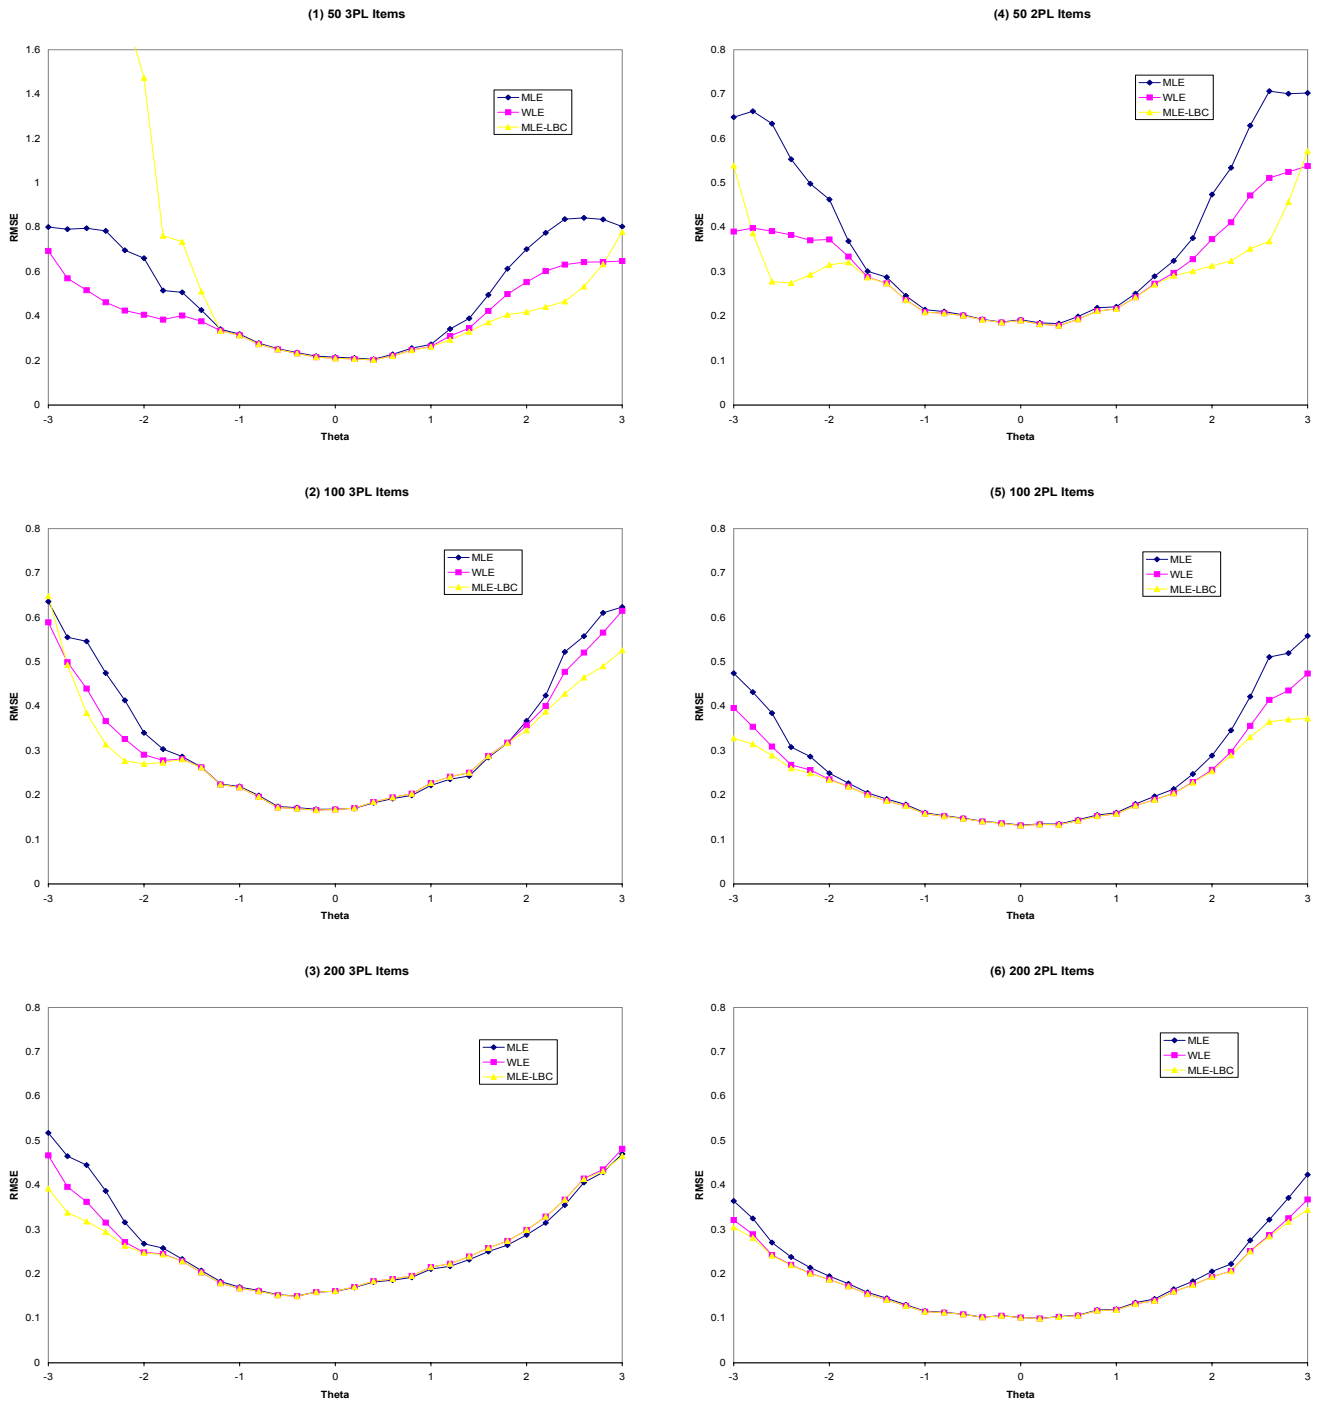 (1) 50 3PL Items
1.6
1.4
1.2
1
0.8
0.6
0.4
0.2
0
RMSE
-3 -2 -1 0 1 2 3
Theta
MLE
WLE
MLE-LBC
(4) 50 2PL Items
0.8
0.7
0.6
0.5
0.4
0.3
0.2
0.1
0
RMSE
-3 -2 -1 0 1 2 3
Theta
MLE
WLE
MLE-LBC
(2) 100 3PL Items
0.8
0.7
0.6
0.5
0.4
0.3
0.2
0.1
0
RMSE
-3 -2 -1 0 1 2 3
Theta
MLE
WLE
MLE-LBC
(5) 100 2PL Items
0.8
0.7
0.6
0.5
0.4
0.3
0.2
0.1
0
RMSE
-3 -2 -1 0 1 2 3
Theta
MLE
WLE
MLE-LBC
(3) 200 3PL Items
0.8
0.7
0.6
0.5
0.4
0.3
0.2
0.1
0
RMSE
-3 -2 -1 0 1 2 3
Theta
MLE
WLE
MLE-LBC
(6) 200 2PL Items
0.8
0.7
0.6
0.5
0.4
0.3
0.2
0.1
0
RMSE
-3 -2 -1 0 1 2 3
Theta
MLE
WLE
MLE-LBC